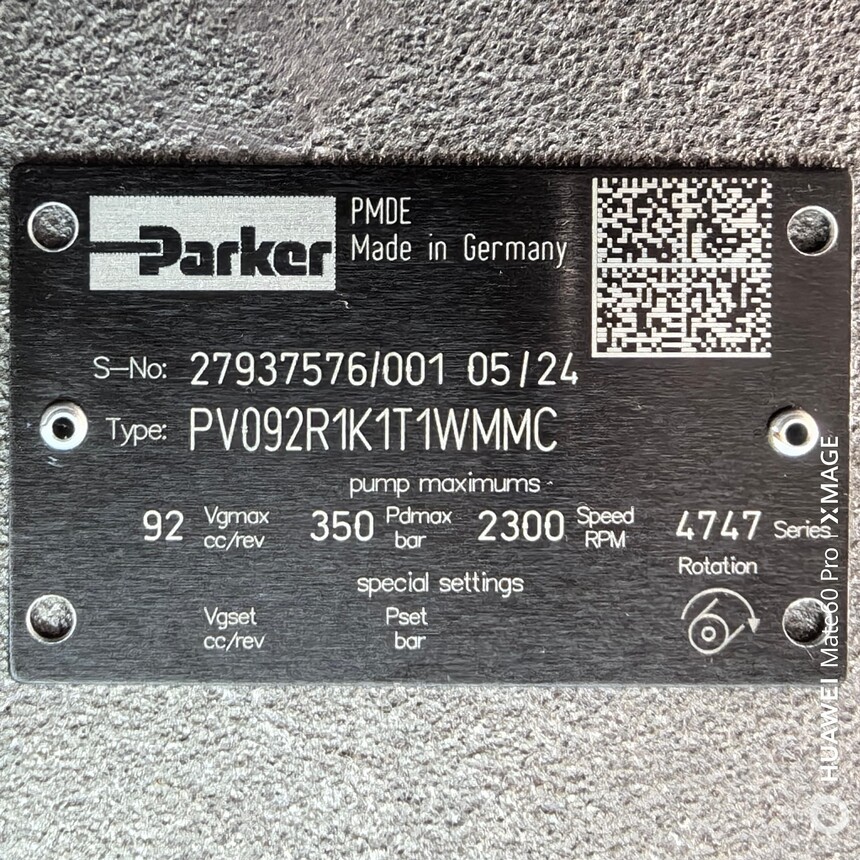 Parker
PMDE
Made in Germany
S-No: 27937576/001 05/24
Type: PV092R1K1T1WMMC
pump maximums
92 Vgmax cc/rev 350 Pdmax bar 2300 Speed RPM 4747 Series
special settings
Rotation
Vgset cc/rev Pset bar
HUAWEI Mate60 Pro | XMAGE